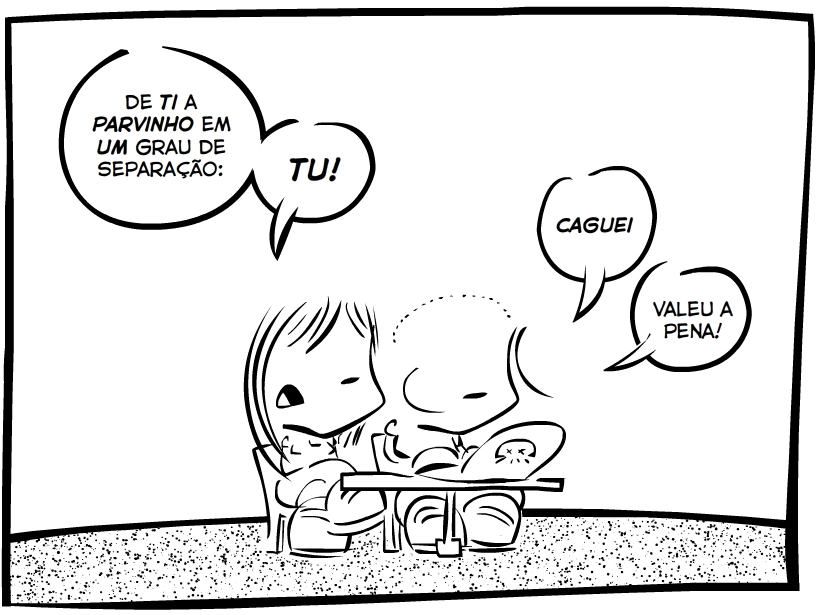 DE TI A
PARVINHO EM
UM GRAU DE
SEPARAÇÃO:
TU!
CAGUEI
VALEU A
PENA!